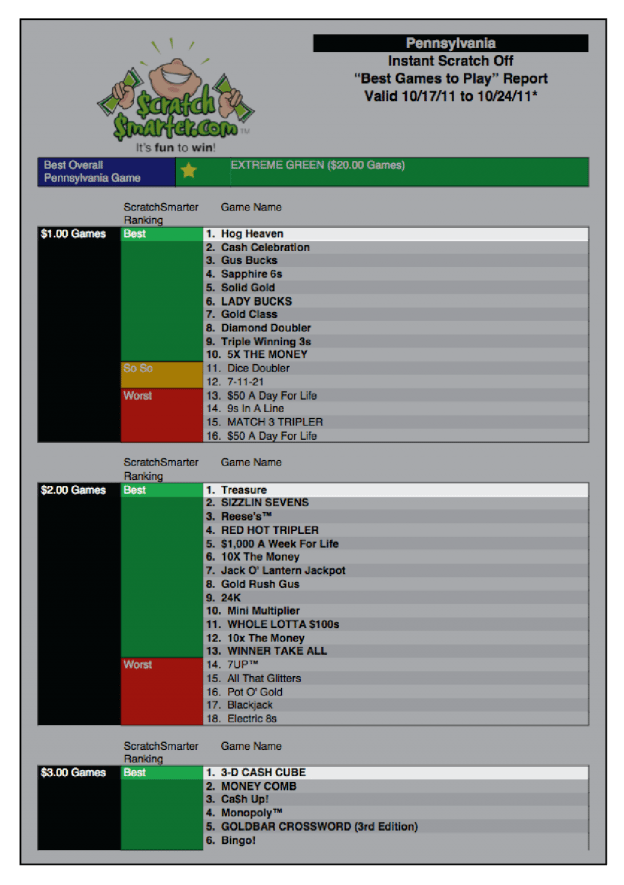 Pennsylvania
Instant Scratch Off
“Best Games to Play” Report
Valid 10/17/11 to 10/24/11*
$cratch
$marter.com TM
It's fun to win!
Best Overall
Pennsylvania Game
EXTREME GREEN ($20.00 Games)
ScratchSmarter
Ranking
Game Name
$1.00 Games Best 1. Hog Heaven
2. Cash Celebration
3. Gus Bucks
4. Sapphire 6s
5. Solid Gold
6. LADY BUCKS
7. Gold Class
8. Diamond Doubler
9. Triple Winning 3s
10. 5X THE MONEY
So So 11. Dice Doubler
12. 7-11-21
Worst 13. $50 A Day For Life
14. 9s In A Line
15. MATCH 3 TRIPLER
16. $50 A Day For Life
ScratchSmarter
Ranking
Game Name
$2.00 Games Best 1. Treasure
2. SIZZLIN SEVENS
3. Reese's™
4. RED HOT TRIPLER
5. $1,000 A Week For Life
6. 10X The Money
7. Jack O' Lantern Jackpot
8. Gold Rush Gus
9. 24K
10. Mini Multiplier
11. WHOLE LOTTA $100s
12. 10x The Money
13. WINNER TAKE ALL
Worst 14. 7UP™
15. All That Glitters
16. Pot O' Gold
17. Blackjack
18. Electric 8s
ScratchSmarter
Ranking
Game Name
$3.00 Games Best 1. 3-D CASH CUBE
2. MONEY COMB
3. Ca$h Up!
4. Monopoly™
5. GOLDBAR CROSSWORD (3rd Edition)
6. Bingo!